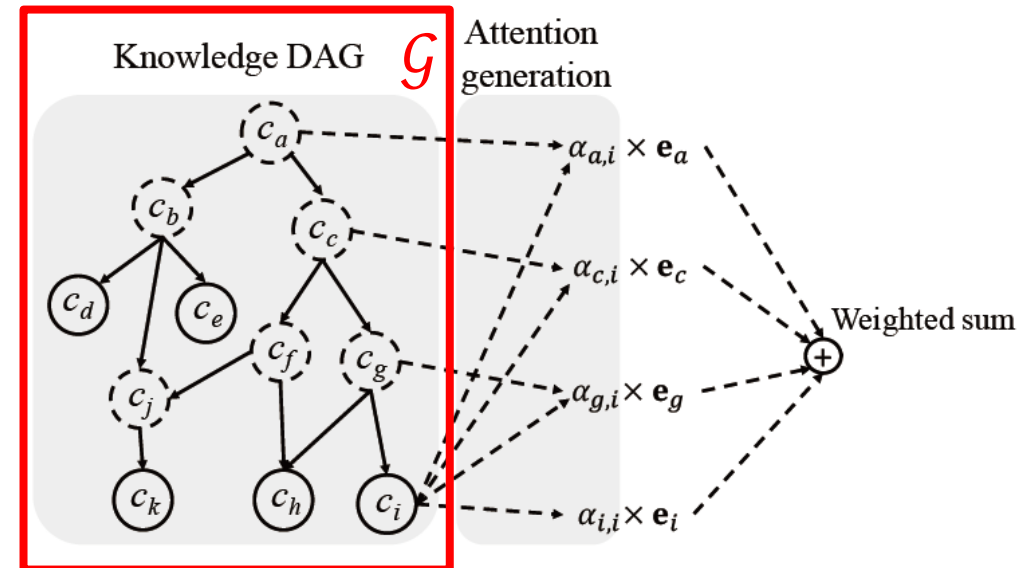 Knowledge DAG 𝒢
Attention
generation
c_a
c_b
c_c
c_d
c_e
c_f
c_g
c_j
c_k
c_h
c_i
α_{a,i} × e_a
α_{c,i} × e_c
α_{g,i} × e_g
α_{i,i} × e_i
Weighted sum
+